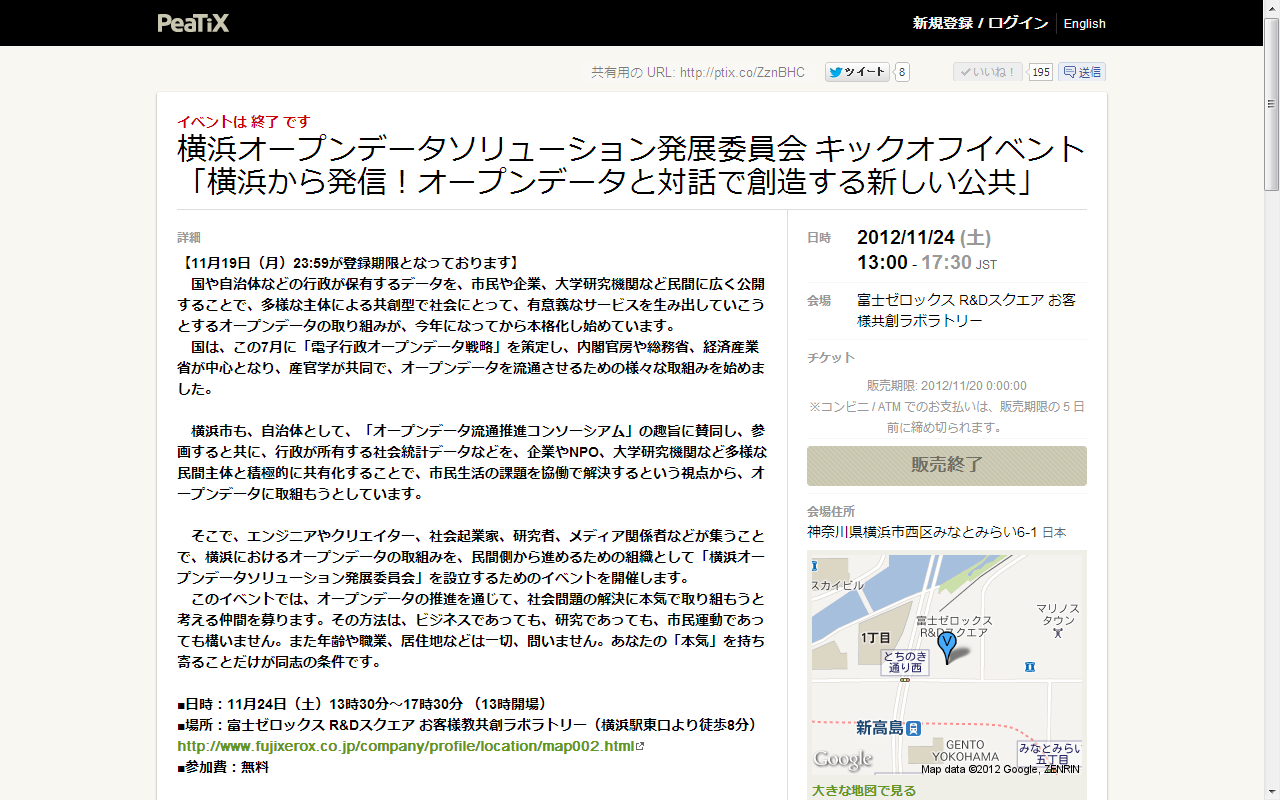 PeaTiX
新規登録 / ログイン
English
共有用の URL: http://ptix.co/ZznBHC
ツイート
8
いいね！
195
送信
イベントは 終了 です
横浜オープンデータソリューション発展委員会 キックオフイベント
「横浜から発信！オープンデータと対話で創造する新しい公共」
詳細
【11月19日（月）23:59が登録期限となっております】
国や自治体などの行政が保有するデータを、市民や企業、大学研究機関など民間に広く公開
することで、多様な主体による共創型で社会にとって、有意義なサービスを生み出していこう
とするオープンデータの取り組みが、今年になってから本格化し始めています。
国は、この7月に「電子行政オープンデータ戦略」を策定し、内閣官房や総務省、経済産業
省が中心となり、産官学が共同で、オープンデータを流通させるための様々な取組みを始めま
した。
横浜市も、自治体として、「オープンデータ流通推進コンソーシアム」の趣旨に賛同し、参
画すると共に、行政が所有する社会統計データなどを、企業やNPO、大学研究機関など多様な
民間主体と積極的に共有化することで、市民生活の課題を協働で解決するという視点から、オ
ープンデータに取組もうとしています。
そこで、エンジニアやクリエイター、社会起業家、研究者、メディア関係者などが集うこと
で、横浜におけるオープンデータの取組みを、民間側から進めるための組織として「横浜オー
プンデータソリューション発展委員会」を設立するためのイベントを開催します。
このイベントでは、オープンデータの推進を通じて、社会問題の解決に本気で取り組もうと
考える仲間を募ります。その方法は、ビジネスであっても、研究であっても、市民運動であっ
ても構いません。また年齢や職業、居住地などは一切、問いません。あなたの「本気」を持ち
寄ることだけが同志の条件です。
■日時：11月24日（土）13時30分～17時30分 （13時開場）
■場所：富士ゼロックス R&Dスクエア お客様教共創ラボラトリー（横浜駅東口より徒歩8分）
http://www.fujixerox.co.jp/company/profile/location/map002.html
■参加費：無料
日時
2012/11/24 (土)
13:00 - 17:30 JST
会場
富士ゼロックス R&Dスクエア お客
様共創ラボラトリー
チケット
販売期限: 2012/11/20 0:00:00
※コンビニ / ATM でのお支払いは、販売期限の 5 日
前に締め切られます。
販売終了
会場住所
神奈川県横浜市西区みなとみらい6-1 日本
スカイビル
マリノス
タウン
富士ゼロックス
R&Dスクエア
1丁目
V
とちのき
通り西
新高島
GENTO
YOKOHAMA
みなとみらい
五丁目
Google
Map data ©2012 Google, ZENRIN
大きな地図で見る